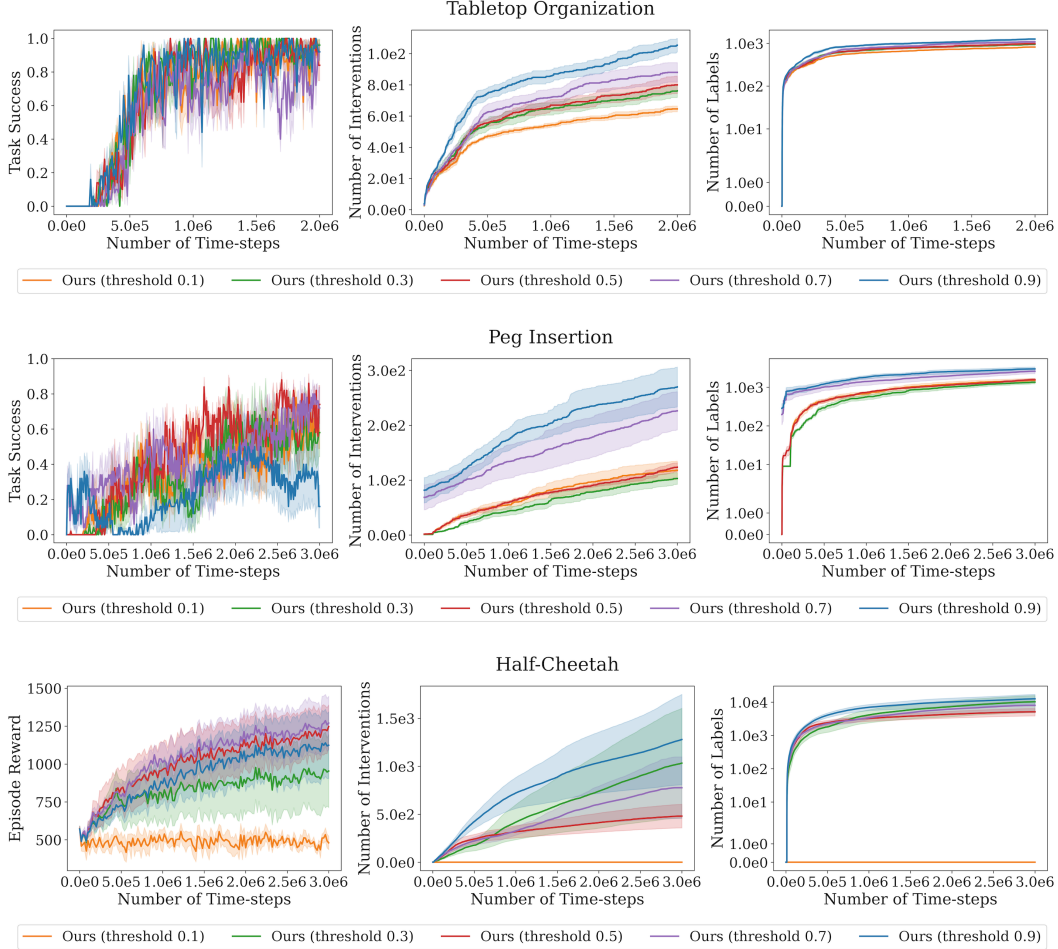 Tabletop Organization
Task Success
1.0
0.8
0.6
0.4
0.2
0.0
0.0e0 5.0e5 1.0e6 1.5e6 2.0e6
Number of Time-steps
Number of Interventions
1.0e2
8.0e1
6.0e1
4.0e1
2.0e1
0.0e0
0.0e0 5.0e5 1.0e6 1.5e6 2.0e6
Number of Time-steps
Number of Labels
1.0e3
1.0e2
1.0e1
1.0e0
0.0e0
0.0e0 5.0e5 1.0e6 1.5e6 2.0e6
Number of Time-steps
Ours (threshold 0.1) Ours (threshold 0.3) Ours (threshold 0.5) Ours (threshold 0.7) Ours (threshold 0.9)
Peg Insertion
Task Success
1.0
0.8
0.6
0.4
0.2
0.0
0.0e0 5.0e5 1.0e6 1.5e6 2.0e6 2.5e6 3.0e6
Number of Time-steps
Number of Interventions
3.0e2
2.0e2
1.0e2
0.0e0
0.0e0 5.0e5 1.0e6 1.5e6 2.0e6 2.5e6 3.0e6
Number of Time-steps
Number of Labels
1.0e3
1.0e2
1.0e1
1.0e0
0.0e0
0.0e0 5.0e5 1.0e6 1.5e6 2.0e6 2.5e6 3.0e6
Number of Time-steps
Ours (threshold 0.1) Ours (threshold 0.3) Ours (threshold 0.5) Ours (threshold 0.7) Ours (threshold 0.9)
Half-Cheetah
Episode Reward
1500
1250
1000
750
500
0.0e0 5.0e5 1.0e6 1.5e6 2.0e6 2.5e6 3.0e6
Number of Time-steps
Number of Interventions
1.5e3
1.0e3
5.0e2
0.0e0
0.0e0 5.0e5 1.0e6 1.5e6 2.0e6 2.5e6 3.0e6
Number of Time-steps
Number of Labels
1.0e4
1.0e3
1.0e2
1.0e1
1.0e0
0.0e0
0.0e0 5.0e5 1.0e6 1.5e6 2.0e6 2.5e6 3.0e6
Number of Time-steps
Ours (threshold 0.1) Ours (threshold 0.3) Ours (threshold 0.5) Ours (threshold 0.7) Ours (threshold 0.9)